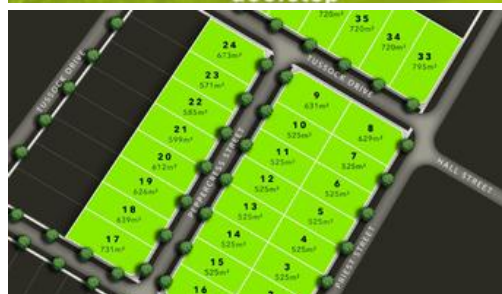 doorstep
35
720m²
720m²
34
720m²
33
795m²
24
673m²
23
571m²
22
585m²
21
599m²
20
612m²
19
626m²
18
639m²
17
731m²
TUSSOCK DRIVE
TUSSOCK DRIVE
PEPPERCRESS STREET
9
631m²
8
629m²
10
525m²
7
525m²
11
525m²
6
525m²
12
525m²
5
525m²
13
525m²
4
525m²
14
525m²
3
525m²
15
525m²
16
HALL STREET
PRIEST STREET